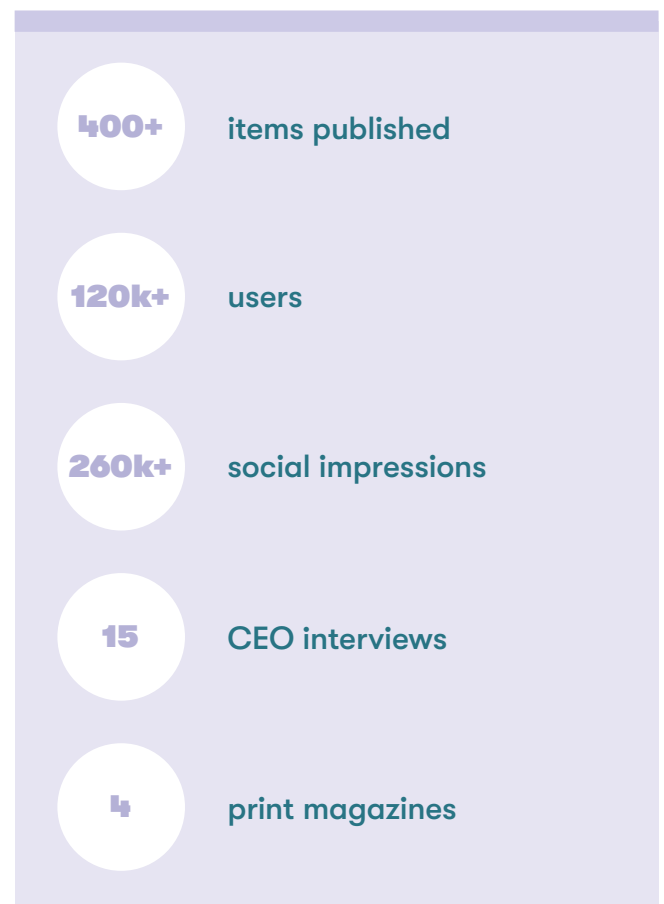 400+ items published
120k+ users
260k+ social impressions
15 CEO interviews
4 print magazines